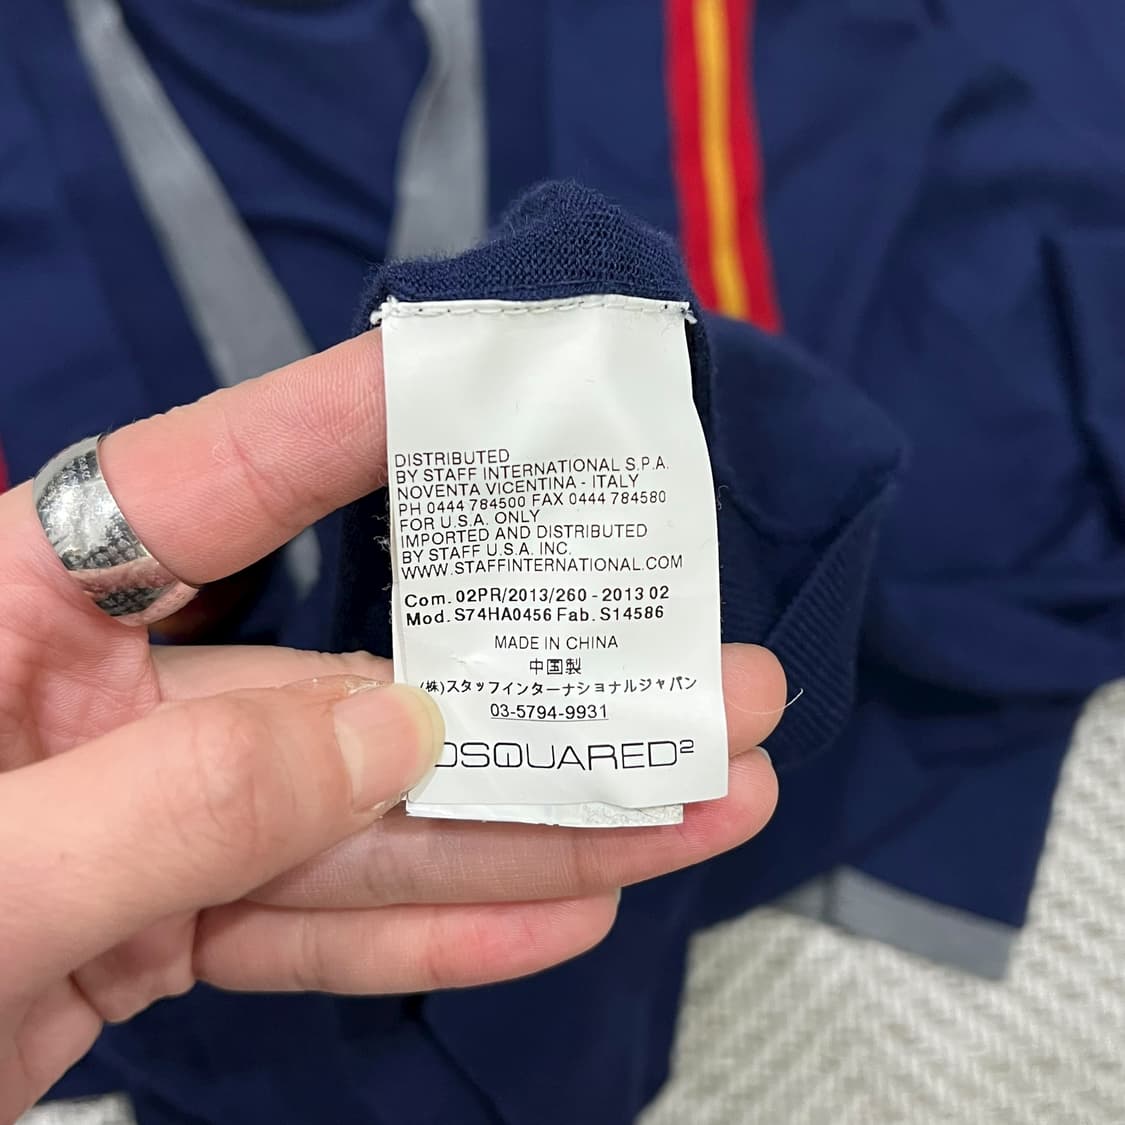 DISTRIBUTED
BY STAFF INTERNATIONAL S.P.A.
NOVENTA VICENTINA - ITALY
PH 0444 784500 FAX 0444 784580
FOR U.S.A. ONLY
IMPORTED AND DISTRIBUTED
BY STAFF U.S.A. INC.
WWW.STAFFINTERNATIONAL.COM
Com. 02PR/2013/260 - 2013 02
Mod. S74HA0456 Fab. S14586
MADE IN CHINA
中国製
(株)スタッフインターナショナルジャパン
03-5794-9931
DSQUARED²